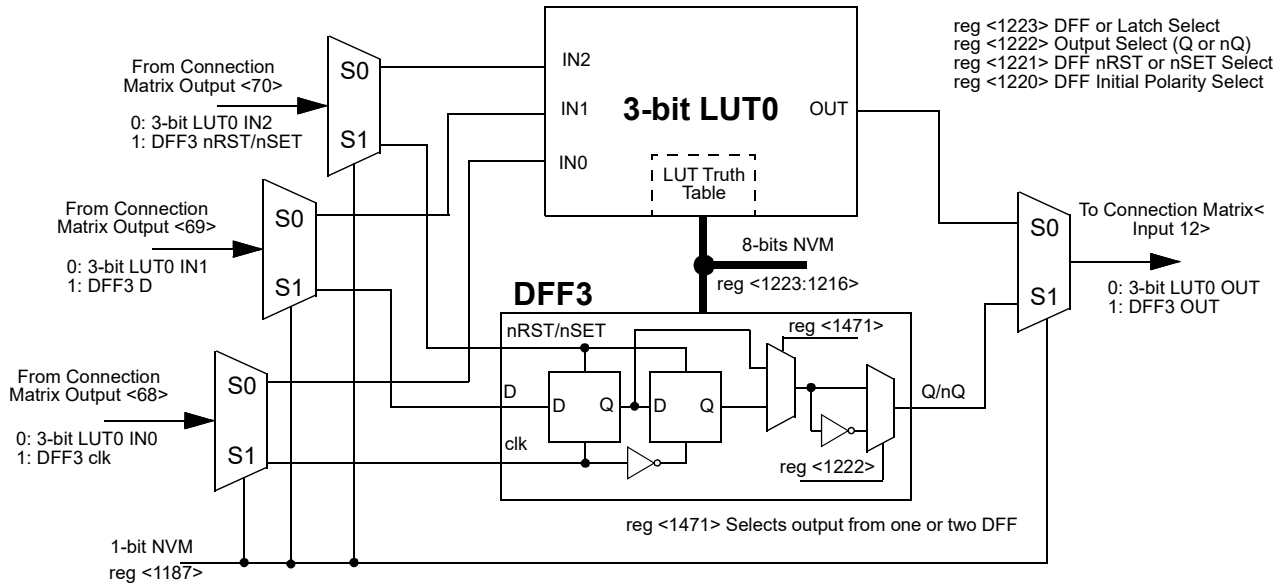 reg <1223> DFF or Latch Select
reg <1222> Output Select (Q or nQ)
reg <1221> DFF nRST or nSET Select
reg <1220> DFF Initial Polarity Select
From Connection
Matrix Output <70>
0: 3-bit LUT0 IN2
1: DFF3 nRST/nSET
S0
S1
From Connection
Matrix Output <69>
0: 3-bit LUT0 IN1
1: DFF3 D
S0
S1
From Connection
Matrix Output <68>
0: 3-bit LUT0 IN0
1: DFF3 clk
S0
S1
1-bit NVM
reg <1187>
IN2
IN1
IN0
3-bit LUT0
OUT
LUT Truth
Table
8-bits NVM
reg <1223:1216>
DFF3
nRST/nSET
D
clk
D
Q
D
Q
reg <1471>
reg <1222>
Q/nQ
reg <1471> Selects output from one or two DFF
S0
S1
To Connection Matrix<
Input 12>
0: 3-bit LUT0 OUT
1: DFF3 OUT